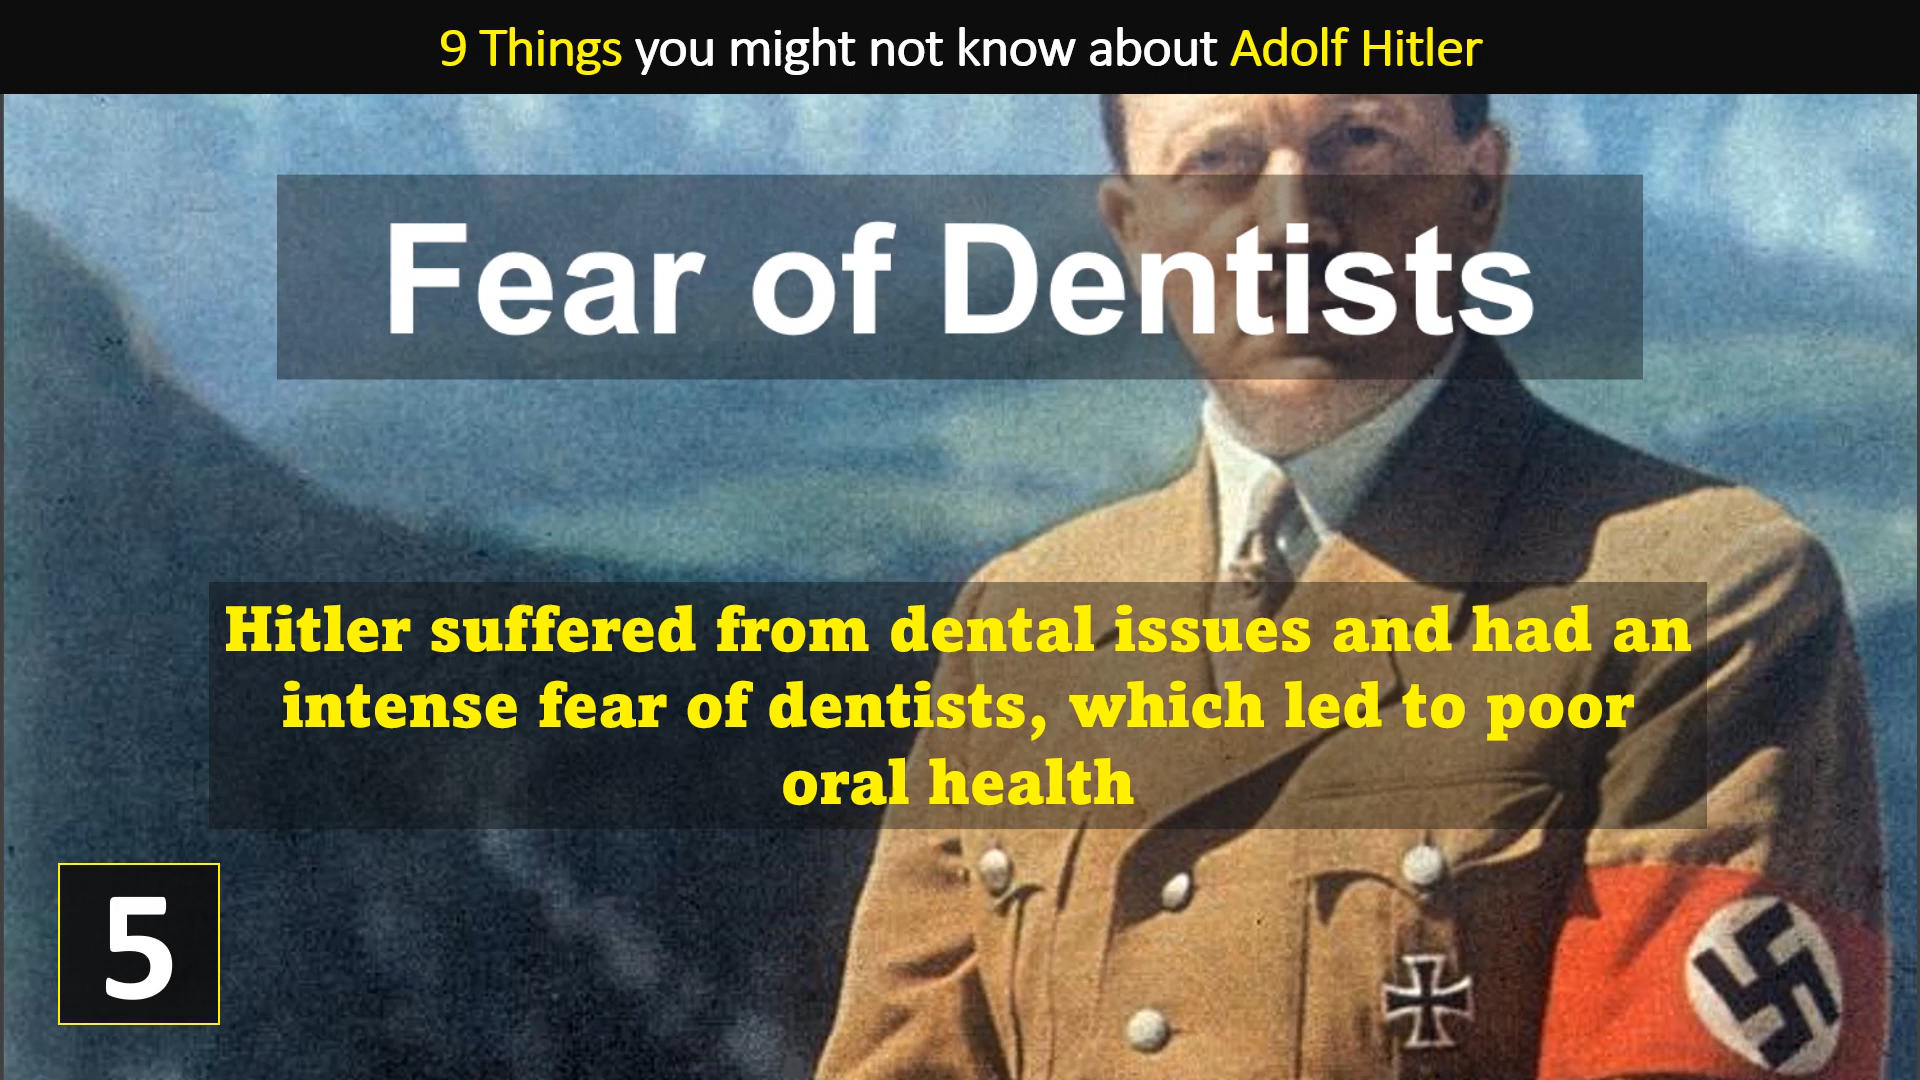 9 Things you might not know about Adolf Hitler
Fear of Dentists
Hitler suffered from dental issues and had an
intense fear of dentists, which led to poor
oral health
5